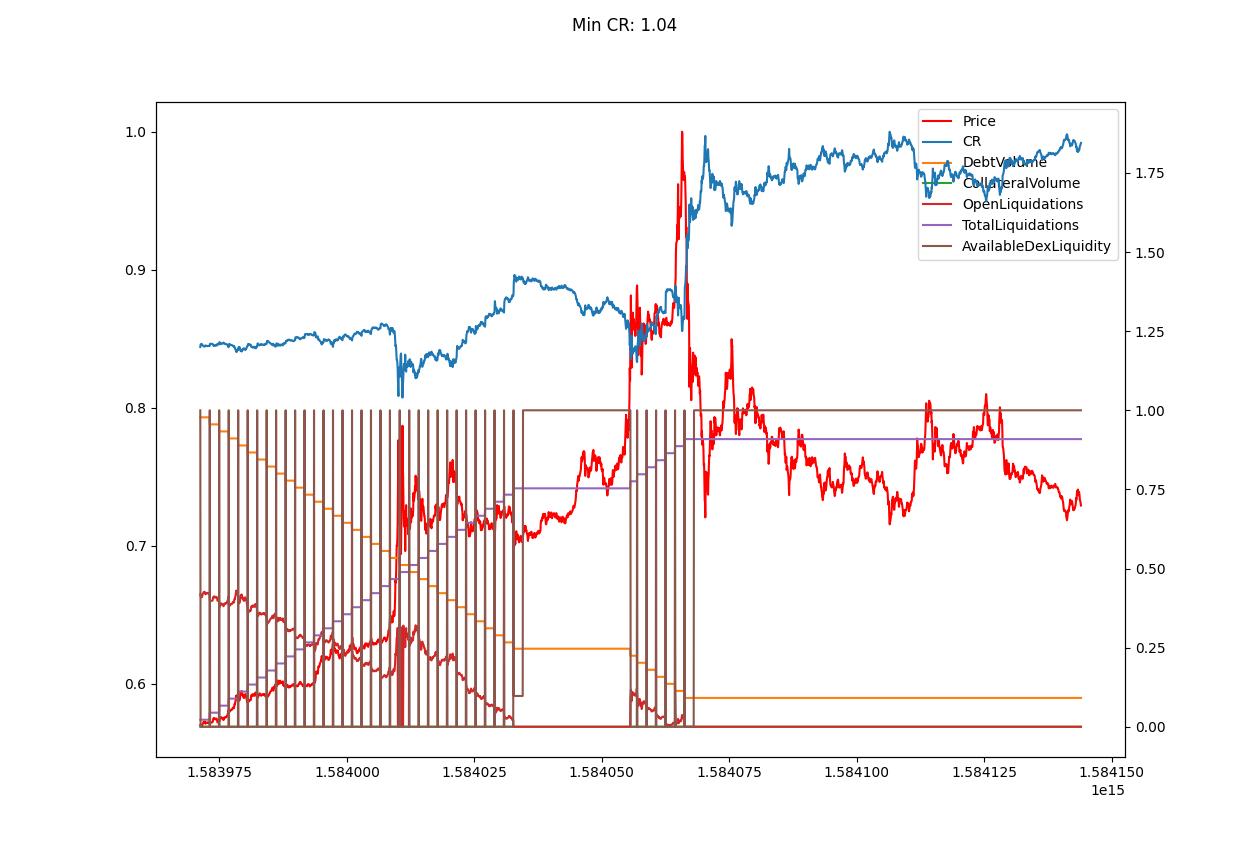 Min CR: 1.04
1.0
0.9
0.8
0.7
0.6
Price
CR
DebtVolume
CollateralVolume
OpenLiquidations
TotalLiquidations
AvailableDexLiquidity
1.75
1.50
1.25
1.00
0.75
0.50
0.25
0.00
1.583975 1.584000 1.584025 1.584050 1.584075 1.584100 1.584125 1.584150
1e15